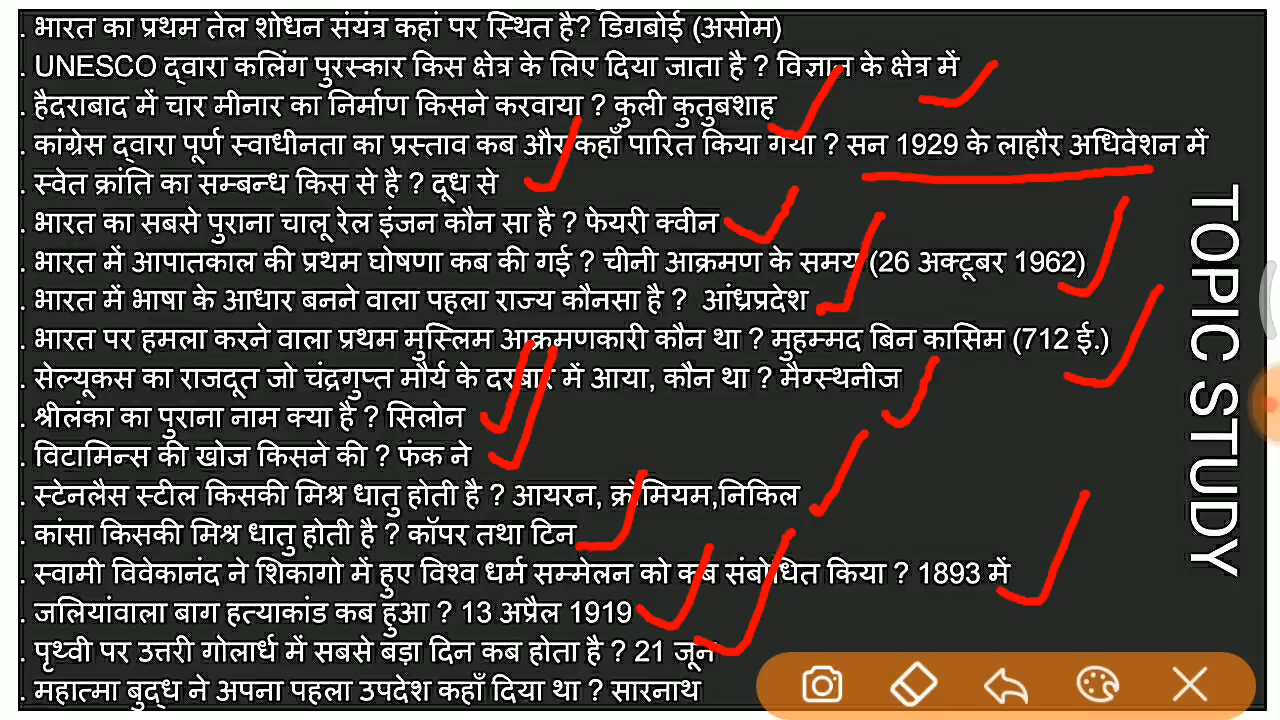 . भारत का प्रथम तेल शोधन संयंत्र कहां पर स्थित है? डिगबोई (असोम)
. UNESCO द्वारा कलिंग पुरस्कार किस क्षेत्र के लिए दिया जाता है ? विज्ञान के क्षेत्र में
. हैदराबाद में चार मीनार का निर्माण किसने करवाया ? कुली कुतुबशाह
. कांग्रेस द्वारा पूर्ण स्वाधीनता का प्रस्ताव कब और कहाँ पारित किया गया ? सन 1929 के लाहौर अधिवेशन में
. स्वेत क्रांति का सम्बन्ध किस से है ? दूध से
. भारत का सबसे पुराना चालू रेल इंजन कौन सा है ? फेयरी क्वीन
. भारत में आपातकाल की प्रथम घोषणा कब की गई ? चीनी आक्रमण के समय (26 अक्टूबर 1962)
. भारत में भाषा के आधार बनने वाला पहला राज्य कौनसा है ? आंध्रप्रदेश
. भारत पर हमला करने वाला प्रथम मुस्लिम आक्रमणकारी कौन था ? मुहम्मद बिन कासिम (712 ई.)
. सेल्यूकस का राजदूत जो चंद्रगुप्त मौर्य के दरबार में आया, कौन था ? मैग्स्थनीज
. श्रीलंका का पुराना नाम क्या है ? सिलोन
. विटामिन्स की खोज किसने की ? फंक ने
. स्टेनलैस स्टील किसकी मिश्र धातु होती है ? आयरन, क्रोमियम,निकिल
. कांसा किसकी मिश्र धातु होती है ? कॉपर तथा टिन
. स्वामी विवेकानंद ने शिकागो में हुए विश्व धर्म सम्मेलन को कब संबोधित किया ? 1893 में
. जलियांवाला बाग हत्याकांड कब हुआ ? 13 अप्रैल 1919
. पृथ्वी पर उत्तरी गोलार्ध में सबसे बड़ा दिन कब होता है ? 21 जून
. महात्मा बुद्ध ने अपना पहला उपदेश कहाँ दिया था ? सारनाथ
TOPIC STUDY